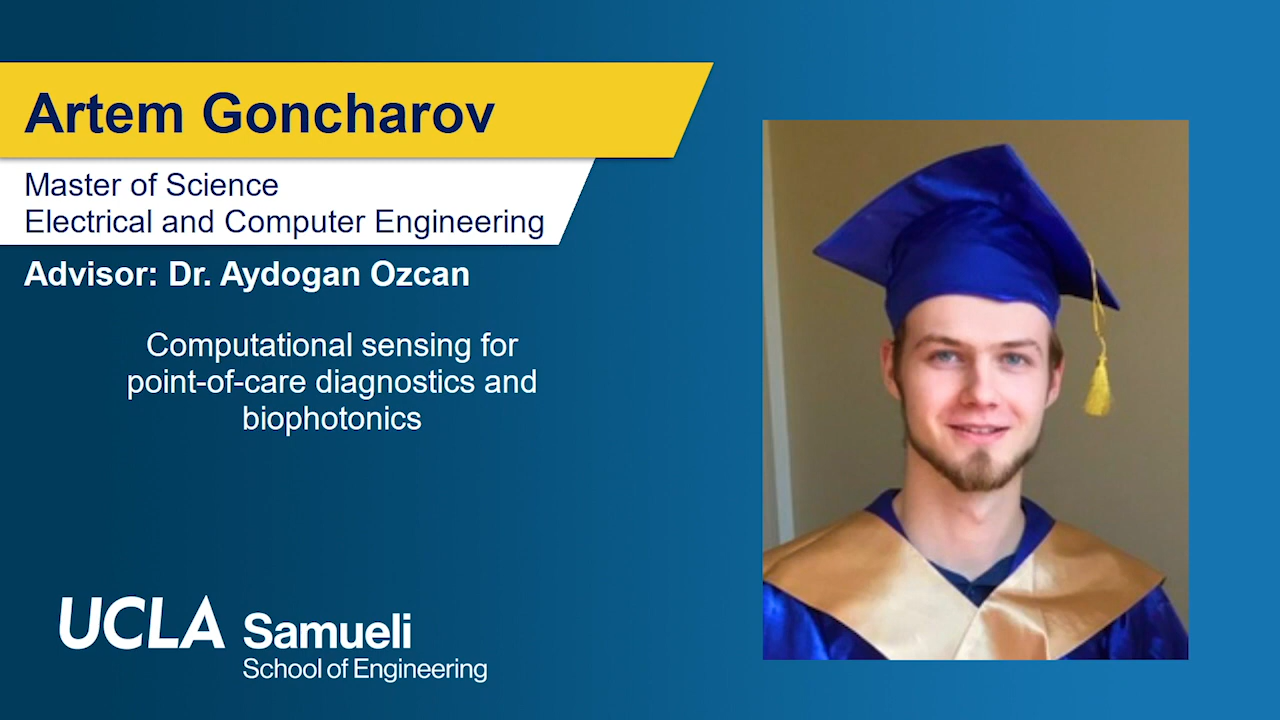 Artem Goncharov
Master of Science
Electrical and Computer Engineering
Advisor: Dr. Aydogan Ozcan
Computational sensing for
point-of-care diagnostics and
biophotonics
UCLA Samueli
School of Engineering